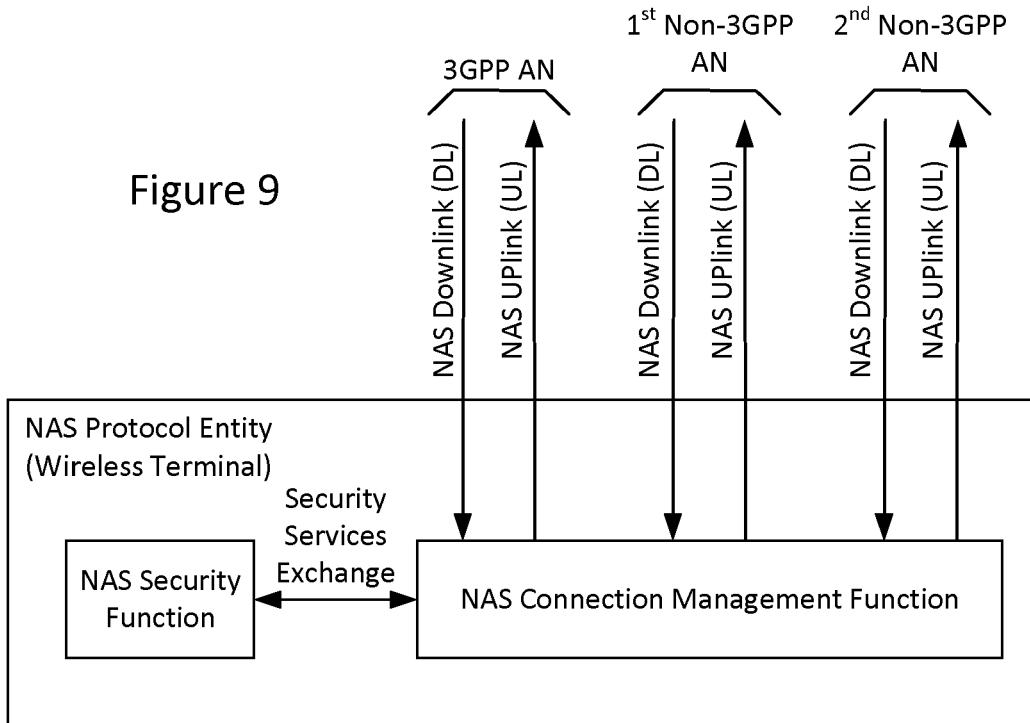 3GPP AN
1st Non-3GPP
AN
2nd Non-3GPP
AN
Figure 9
NAS Downlink (DL)
NAS UPlink (UL)
NAS Downlink (DL)
NAS UPlink (UL)
NAS Downlink (DL)
NAS UPlink (UL)
NAS Protocol Entity
(Wireless Terminal)
Security
Services
Exchange
NAS Security
Function
NAS Connection Management Function